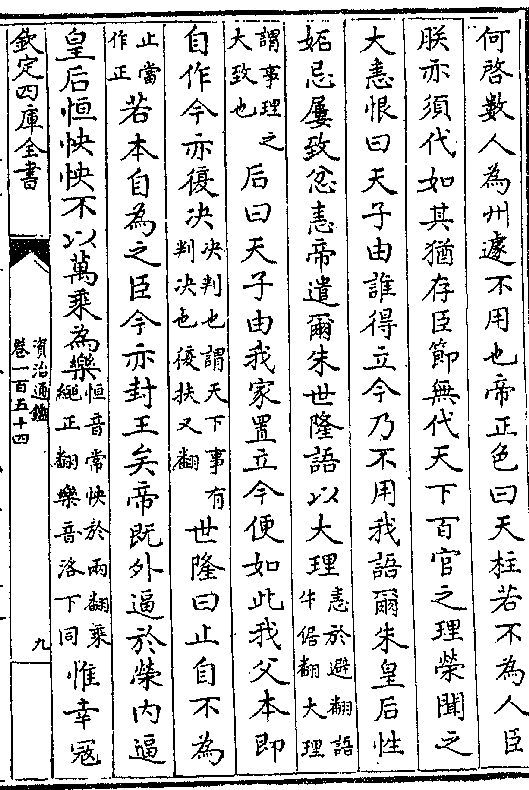 何啓數人為州遽不用也帝正色曰天柱若不為人臣
朕亦須代如其猶存臣節無代天下百官之理榮聞之
大恚恨曰天子由誰得立今乃不用我語爾朱皇后性
妬忌屢致忿恚帝遣爾朱世隆語以大理恚於避翻語牛倨翻大理
謂事理之大致也后曰天子由我家置立今便如此我父本即
自作今亦復决决判也謂天下事有判决也復扶又翻世隆曰止自不為
止當作正若本自為之臣今亦封王矣帝既外逼於榮内逼
皇后恒怏怏不以萬乘為樂恒音常怏於兩翻乘繩正翻樂音洛下同惟幸寇
欽定四庫全書
資治通鑑
卷一百五十四
九